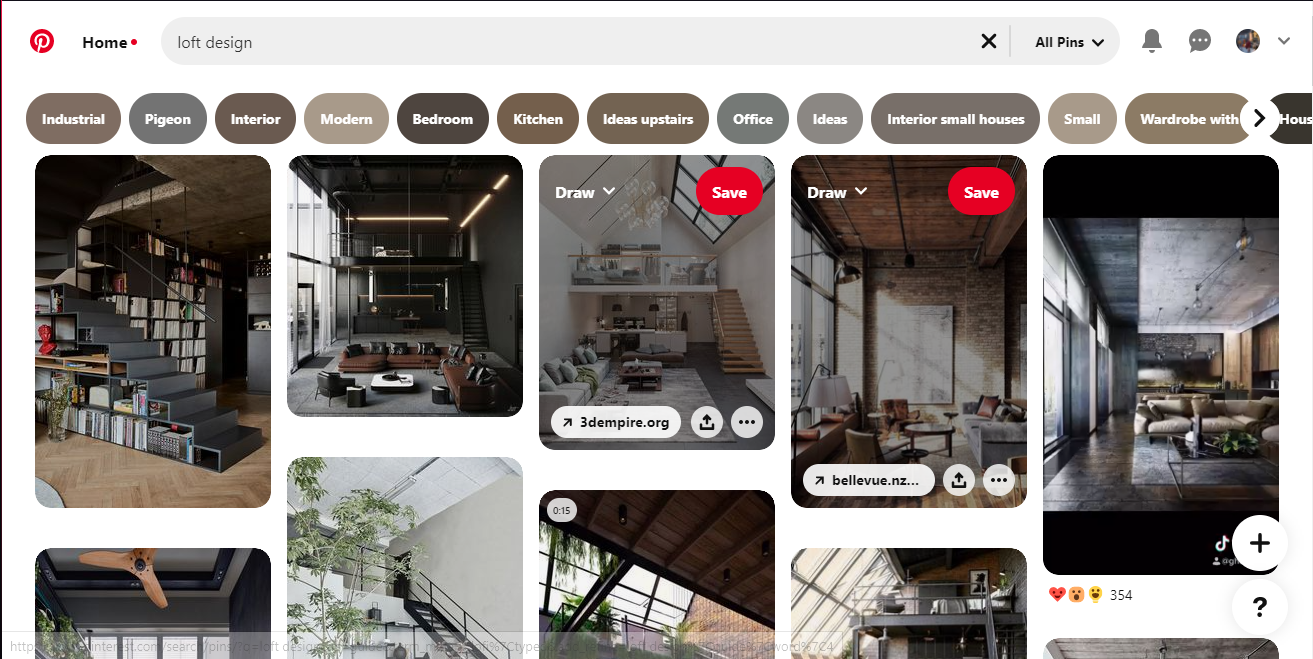 Home
loft design
All Pins
Industrial
Pigeon
Interior
Modern
Bedroom
Kitchen
Ideas upstairs
Office
Ideas
Interior small houses
Small
Wardrobe with
Hous
Draw
Save
Draw
Save
3dempire.org
bellevue.nz...
0:15
354
?